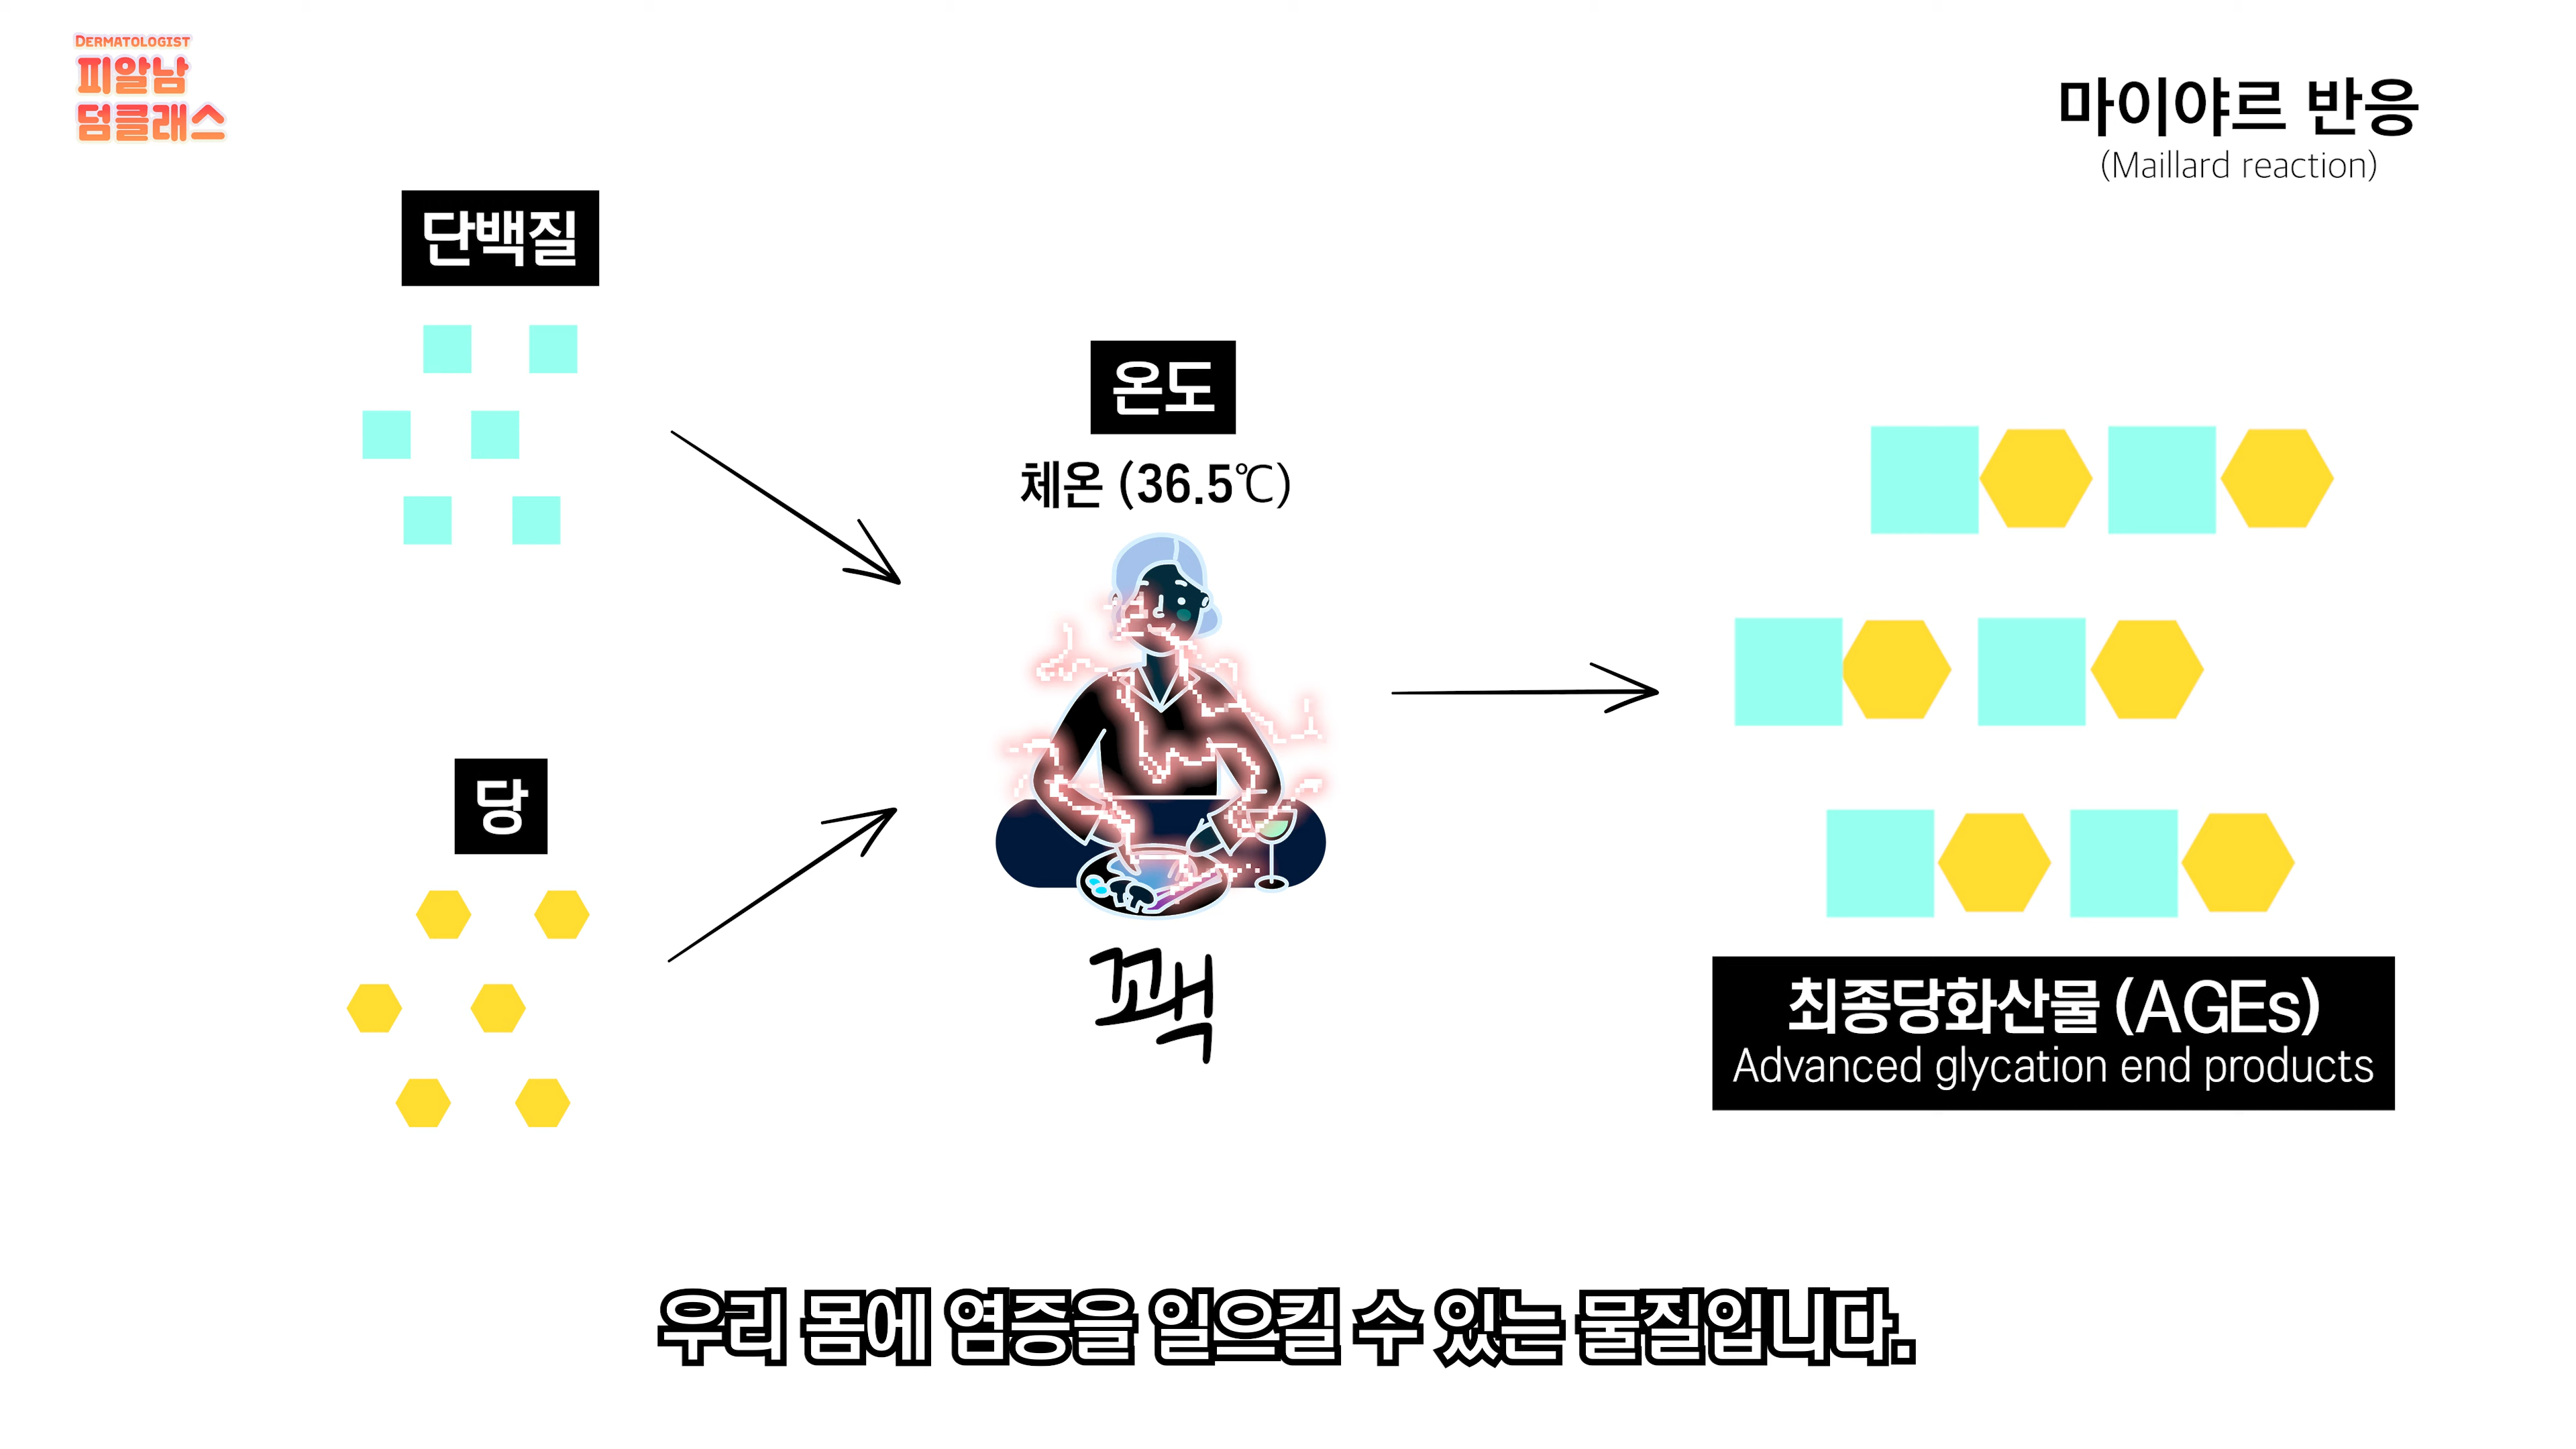 DERMATOLOGIST
피알남
덤클래스
마이야르 반응
(Maillard reaction)
단백질
온도
체온 (36.5℃)
당
꽥
최종당화산물 (AGEs)
Advanced glycation end products
우리 몸에 염증을 일으킬 수 있는 물질입니다.